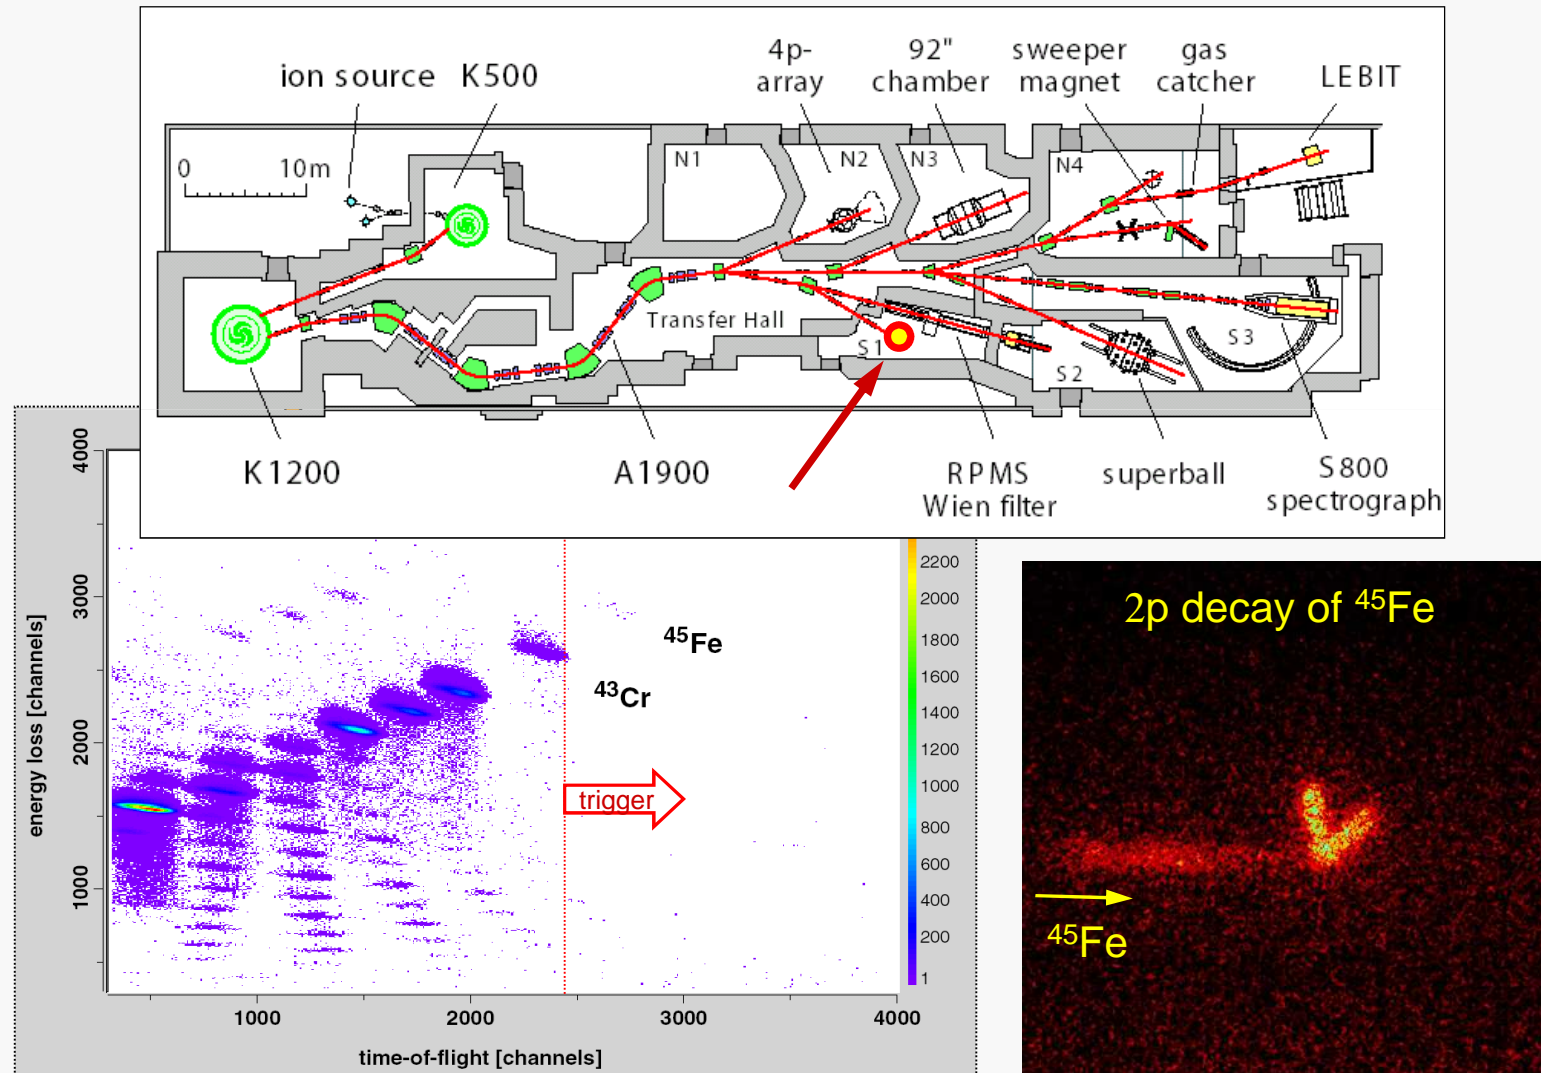 ion source
K500
4p-
array
92"
chamber
sweeper
magnet
gas
catcher
LEBIT
0
10m
N1
N2
N3
N4
Transfer Hall
S1
S2
S3
K1200
A1900
RPMS
Wien filter
superball
S800
spectrograph
4000
3000
2000
1000
energy loss [channels]
1000
2000
3000
4000
time-of-flight [channels]
45Fe
43Cr
trigger
2200
2000
1800
1600
1400
1200
1000
800
600
400
200
1
2p decay of 45Fe
45Fe